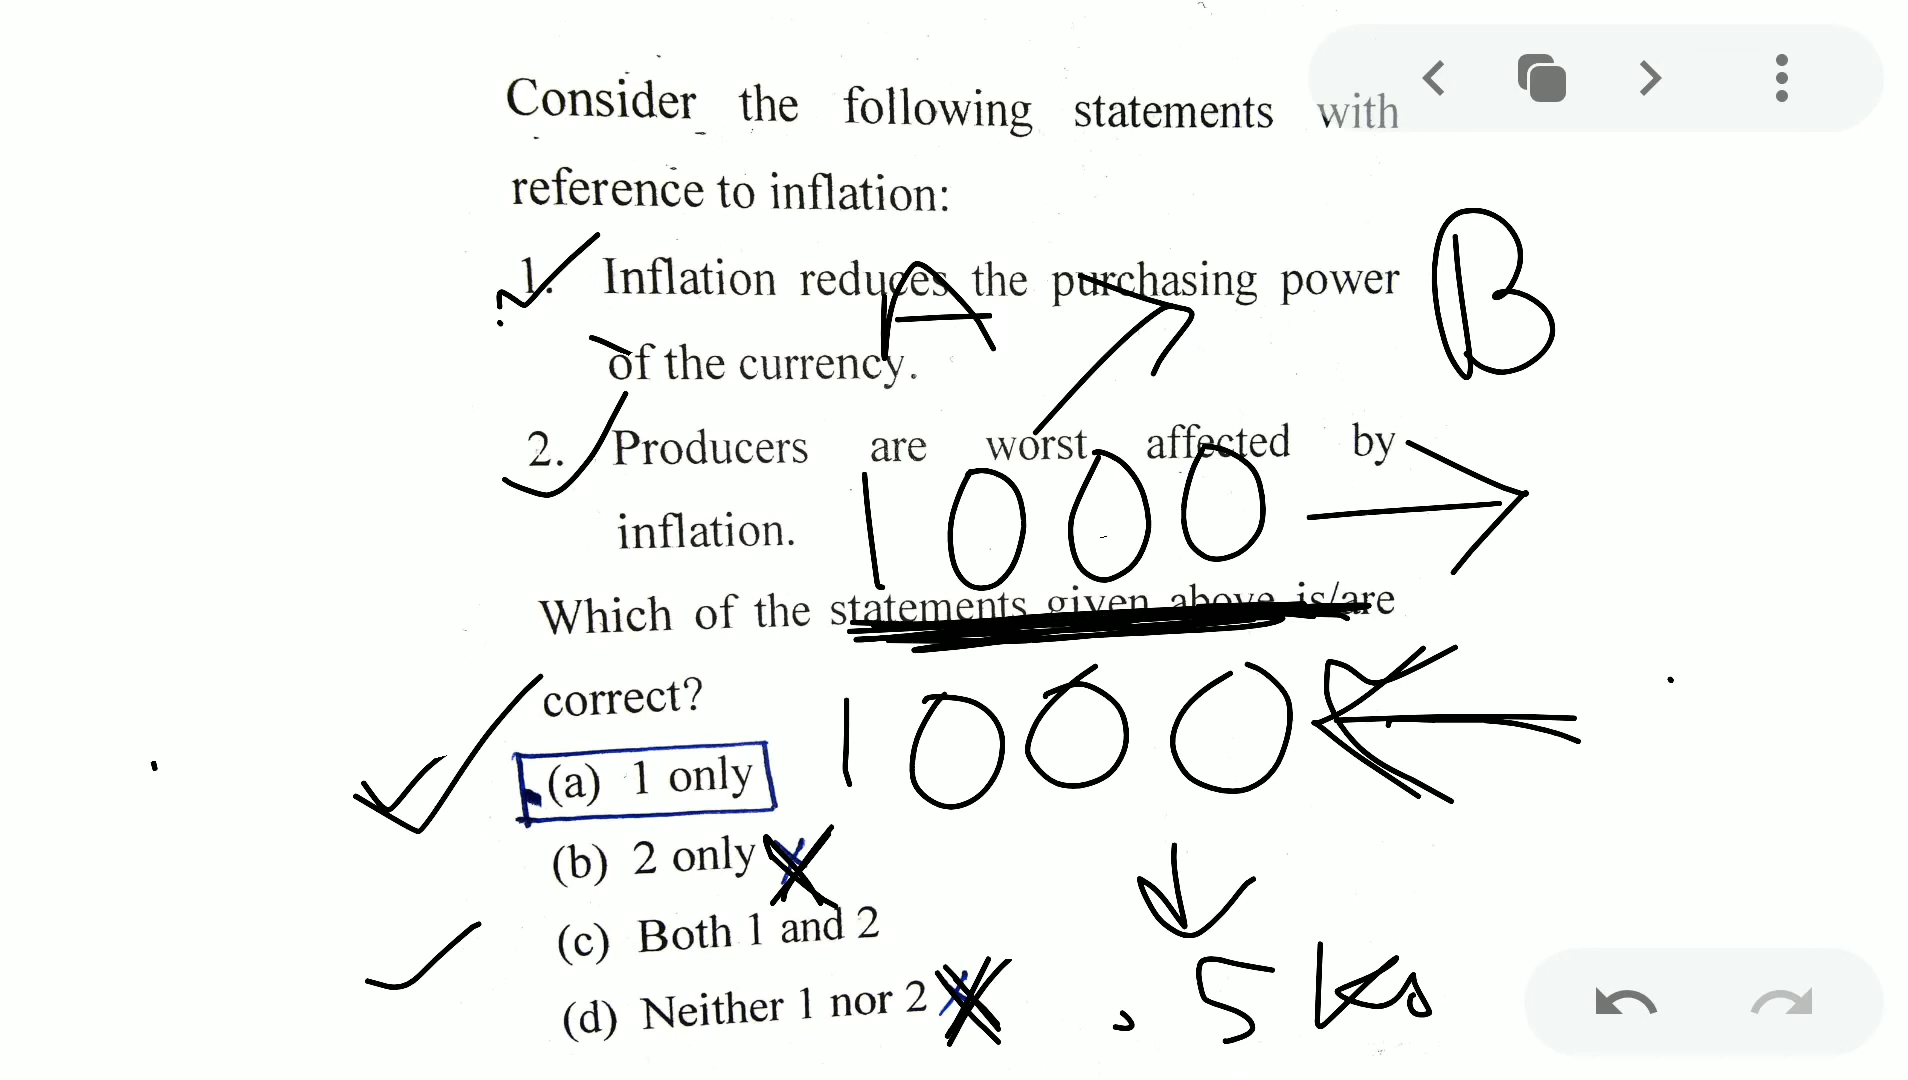 Consider the following statements with
reference to inflation:
1. Inflation reduces the purchasing power
of the currency.
A
B
2. Producers are worst affected by
inflation.
1000
Which of the statements given above is/are
correct?
1000
(a) 1 only
(b) 2 only
(c) Both 1 and 2
(d) Neither 1 nor 2
5 KG